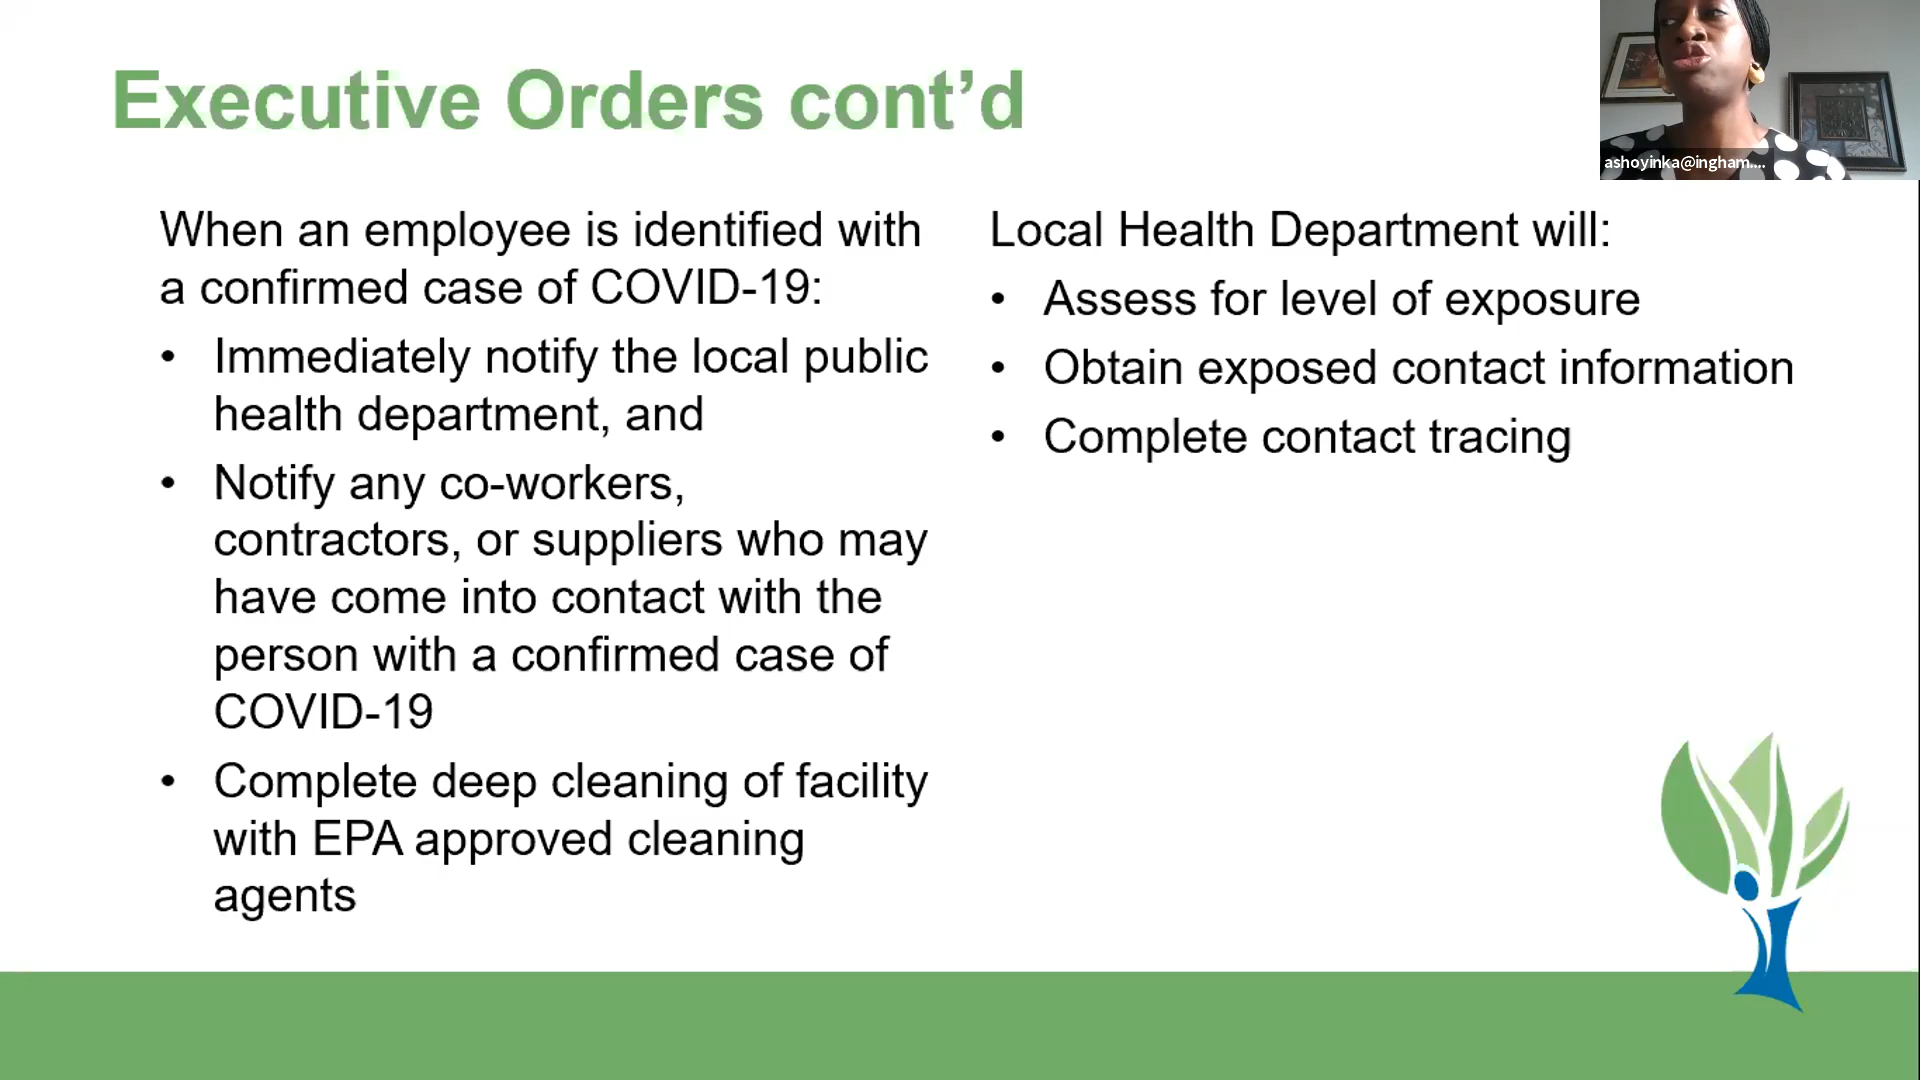 Executive Orders cont’d
ashoyinka@ingham....
When an employee is identified with
a confirmed case of COVID-19:
• Immediately notify the local public
health department, and
• Notify any co-workers,
contractors, or suppliers who may
have come into contact with the
person with a confirmed case of
COVID-19
• Complete deep cleaning of facility
with EPA approved cleaning
agents
Local Health Department will:
• Assess for level of exposure
• Obtain exposed contact information
• Complete contact tracing